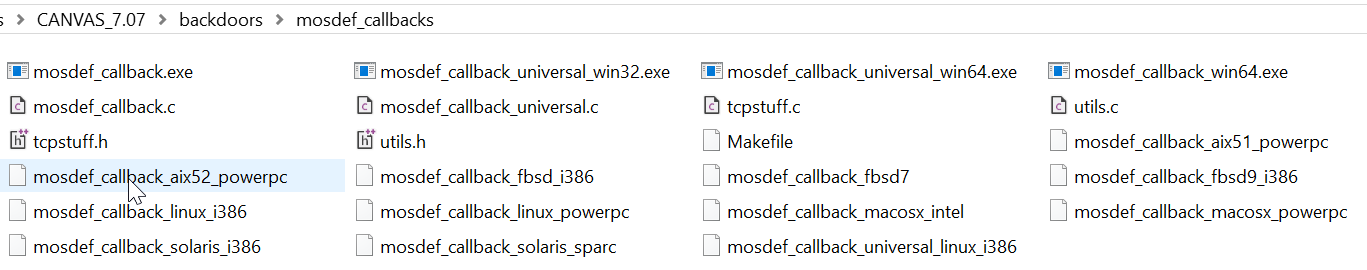 s > CANVAS_7.07 > backdoors > mosdef_callbacks
mosdef_callback.exe mosdef_callback_universal_win32.exe mosdef_callback_universal_win64.exe mosdef_callback_win64.exe
mosdef_callback.c mosdef_callback_universal.c tcpstuff.c utils.c
tcpstuff.h utils.h Makefile mosdef_callback_aix51_powerpc
mosdef_callback_aix52_powerpc mosdef_callback_fbsd_i386 mosdef_callback_fbsd7 mosdef_callback_fbsd9_i386
mosdef_callback_linux_i386 mosdef_callback_linux_powerpc mosdef_callback_macosx_intel mosdef_callback_macosx_powerpc
mosdef_callback_solaris_i386 mosdef_callback_solaris_sparc mosdef_callback_universal_linux_i386